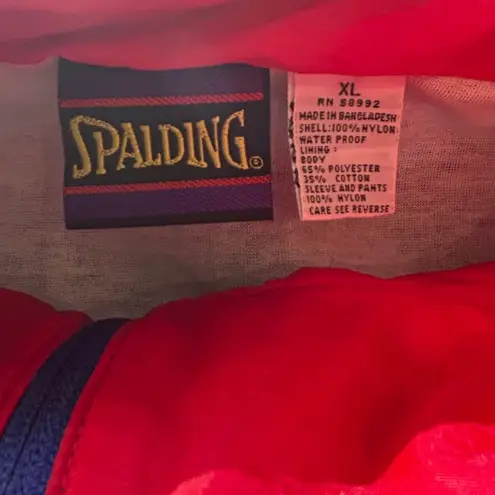 SPALDING®
XL
RN 58992
MADE IN BANGLADESH
SHELL:100% NYLON
WATER PROOF
LINING:
BODY
65% POLYESTER
35% COTTON
SLEEVE AND PANTS
100% NYLON
CARE SEE REVERSE